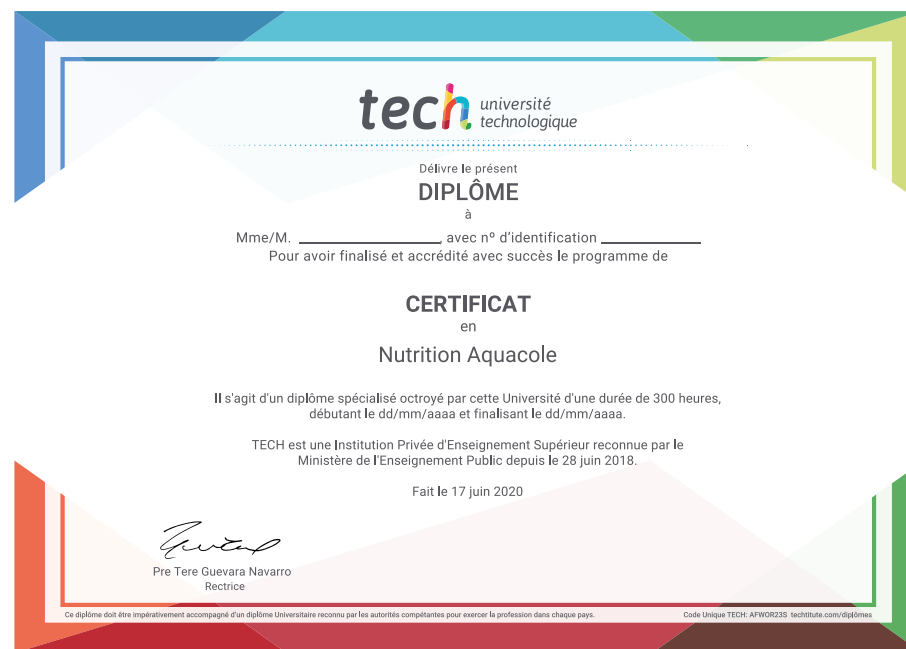 tech université
technologique
Délivre le présent
DIPLÔME
à
Mme/M. ____________________, avec nº d'identification ______________
Pour avoir finalisé et accrédité avec succès le programme de
CERTIFICAT
en
Nutrition Aquacole
Il s'agit d'un diplôme spécialisé octroyé par cette Université d'une durée de 300 heures,
débutant le dd/mm/aaaa et finalisant le dd/mm/aaaa.
TECH est une Institution Privée d'Enseignement Supérieur reconnue par le
Ministère de l'Enseignement Public depuis le 28 juin 2018.
Fait le 17 juin 2020
Pre Tere Guevara Navarro
Rectrice
Ce diplôme doit être impérativement accompagné d'un diplôme Universitaire reconnu par les autorités compétentes pour exercer la profession dans chaque pays.
Code Unique TECH: AFWOR23S techtitute.com/diplômes